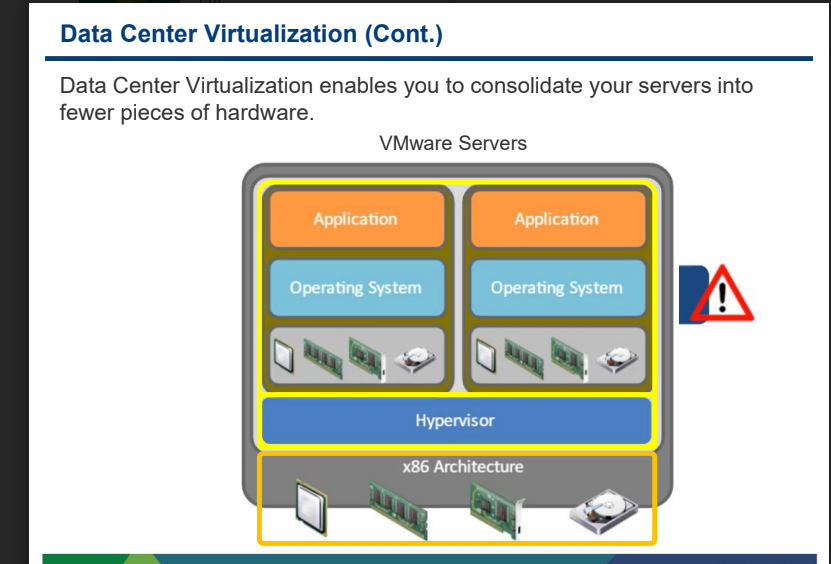 Data Center Virtualization (Cont.)
Data Center Virtualization enables you to consolidate your servers into
fewer pieces of hardware.
VMware Servers
Application
Application
Operating System
Operating System
Hypervisor
x86 Architecture